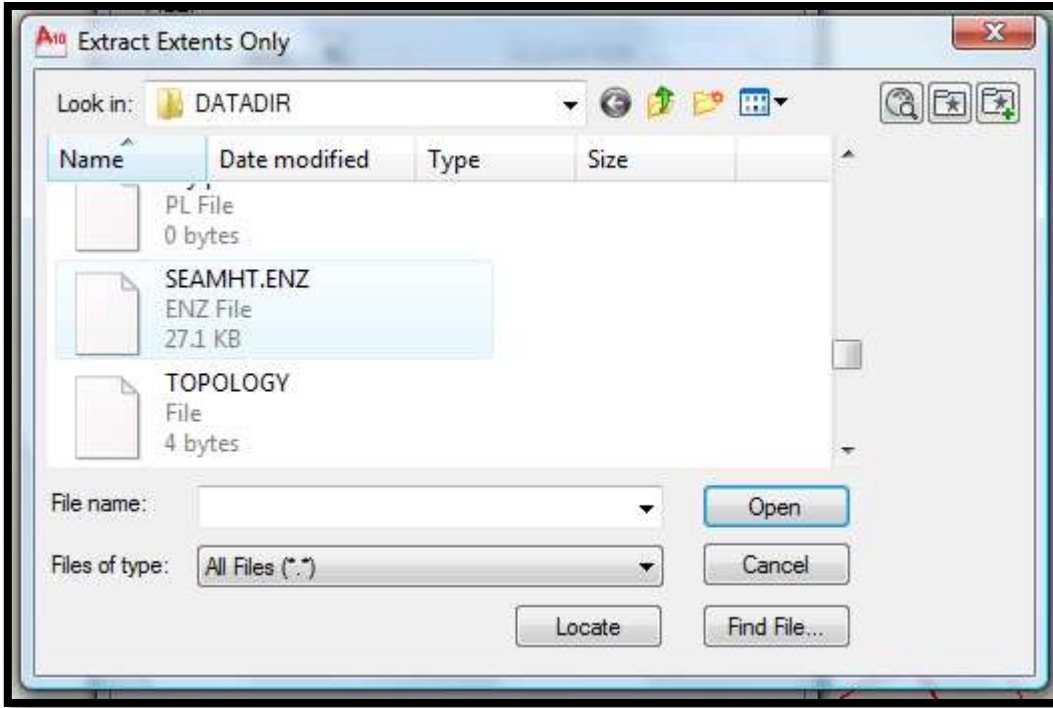 A10 Extract Extents Only
Look in: DATADIR
Name Date modified Type Size
PL File
0 bytes
SEAMHT.ENZ
ENZ File
27.1 KB
TOPOLOGY
File
4 bytes
File name: Open
Files of type: All Files (*.*) Cancel
Locate Find File...